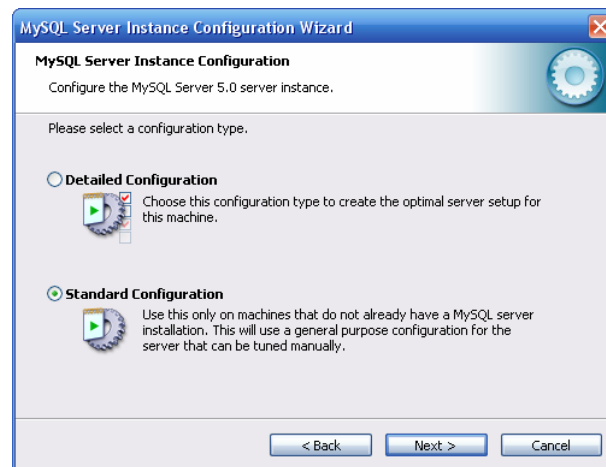 MySQL Server Instance Configuration Wizard
MySQL Server Instance Configuration
Configure the MySQL Server 5.0 server instance.
Please select a configuration type.
Detailed Configuration
Choose this configuration type to create the optimal server setup for
this machine.
Standard Configuration
Use this only on machines that do not already have a MySQL server
installation. This will use a general purpose configuration for the
server that can be tuned manually.
< Back
Next >
Cancel